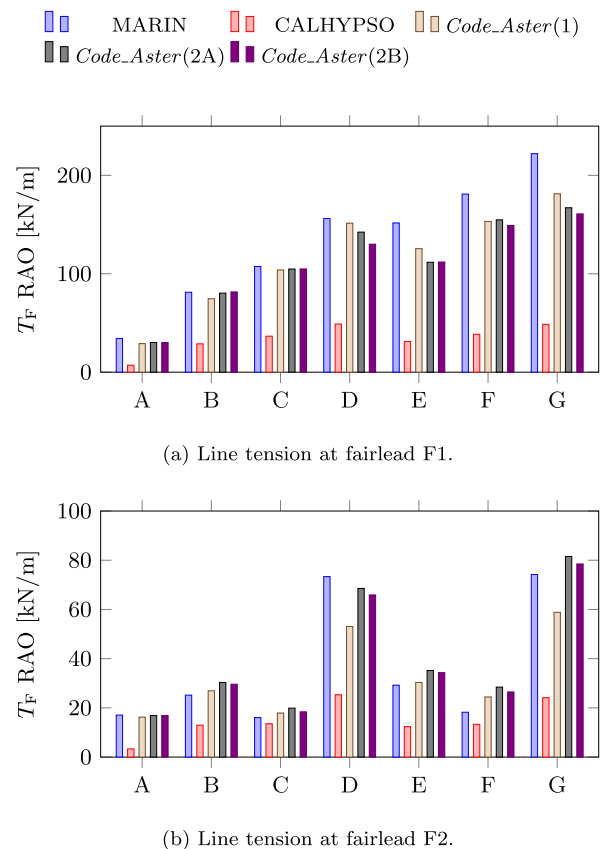 MARIN CALHYPSO Code_Aster(1)
Code_Aster(2A) Code_Aster(2B)
200
100
0
T_F RAO [kN/m]
A B C D E F G
(a) Line tension at fairlead F1.
100
80
60
40
20
0
T_F RAO [kN/m]
A B C D E F G
(b) Line tension at fairlead F2.